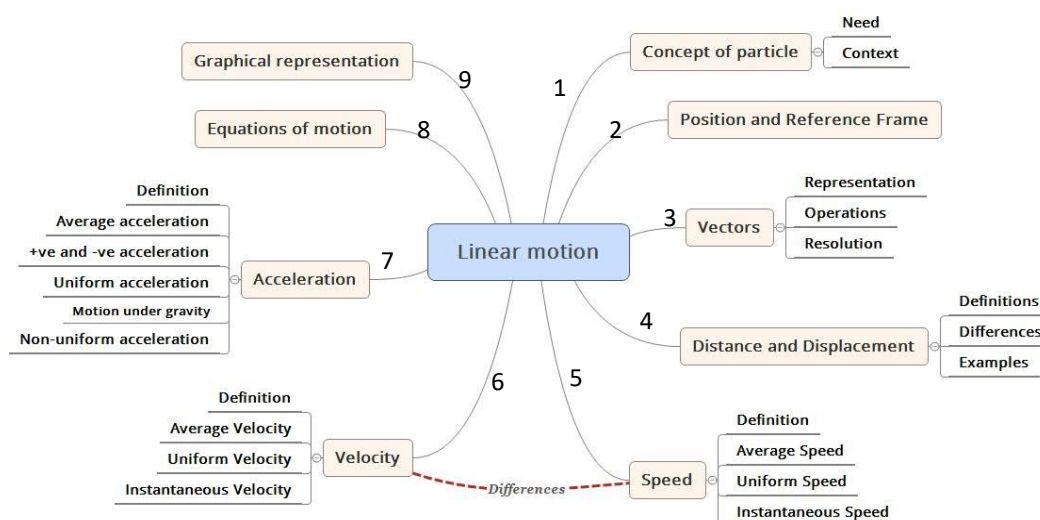 Linear motion
1
Concept of particle
Need
Context
2
Position and Reference Frame
3
Vectors
Representation
Operations
Resolution
4
Distance and Displacement
Definitions
Differences
Examples
5
Speed
Definition
Average Speed
Uniform Speed
Instantaneous Speed
Differences
6
Velocity
Definition
Average Velocity
Uniform Velocity
Instantaneous Velocity
7
Acceleration
Definition
Average acceleration
+ve and -ve acceleration
Uniform acceleration
Motion under gravity
Non-uniform acceleration
8
Equations of motion
9
Graphical representation